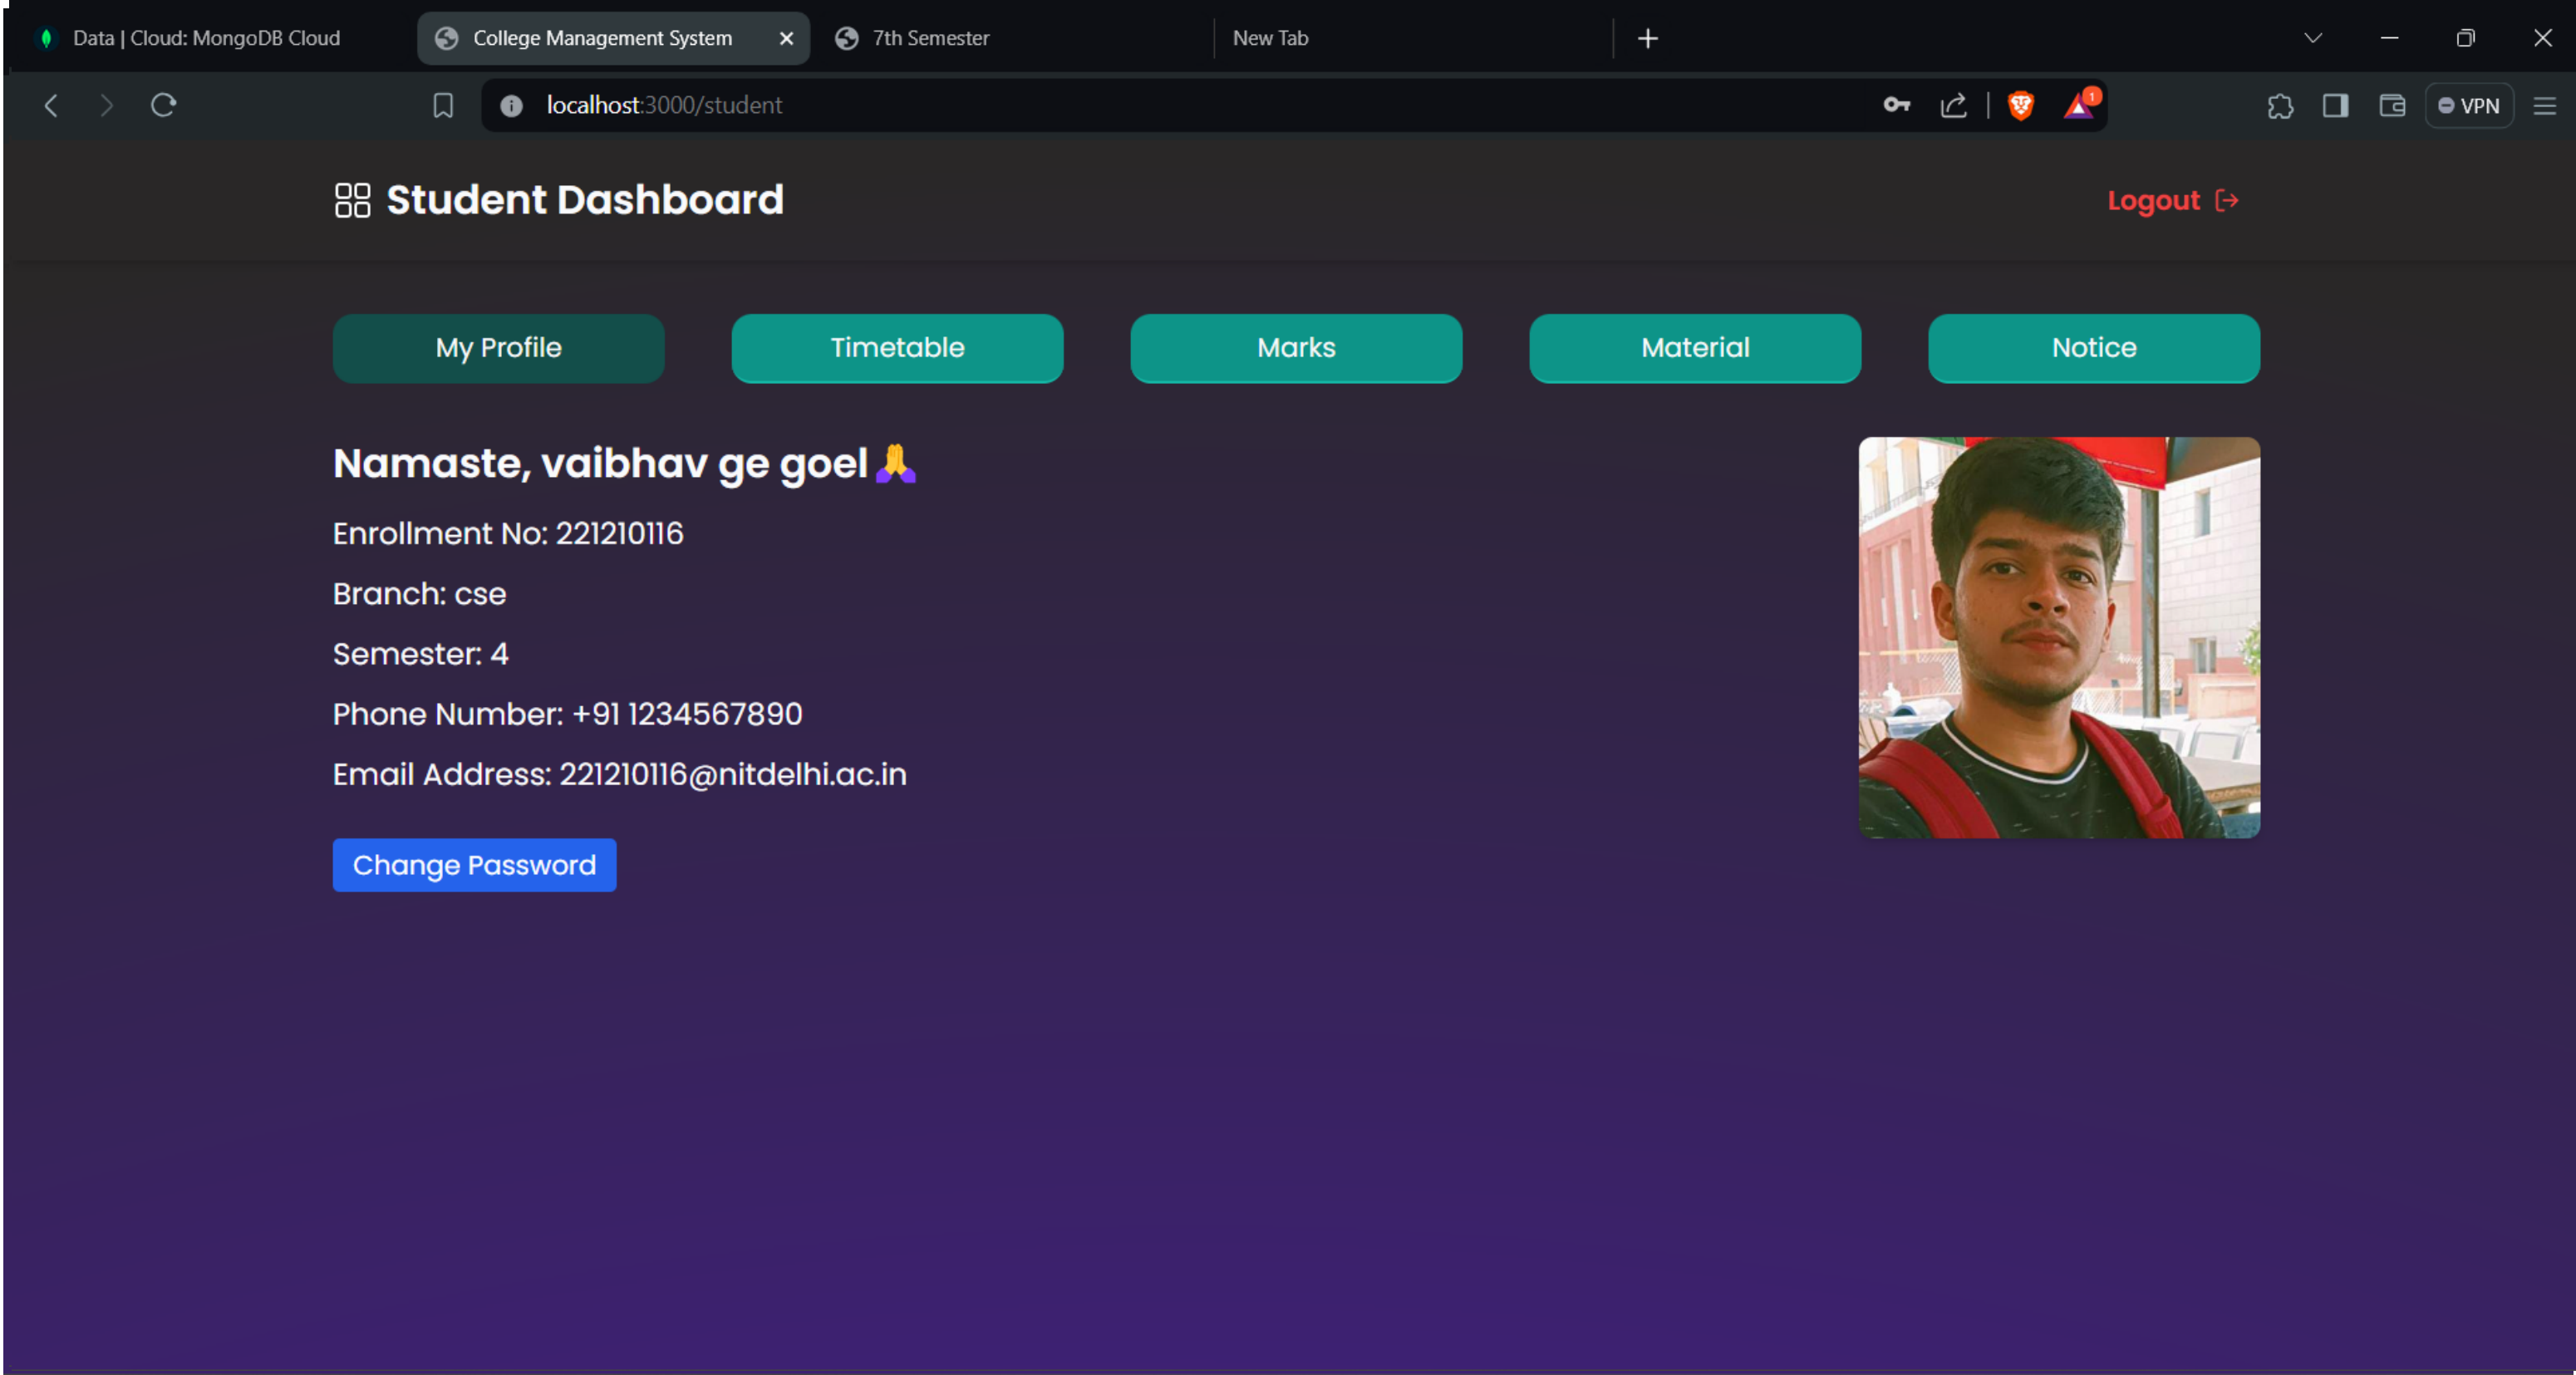 Data | Cloud: MongoDB Cloud
College Management System
7th Semester
New Tab
localhost:3000/student
1
VPN
Student Dashboard
Logout
My Profile
Timetable
Marks
Material
Notice
Namaste, vaibhav ge goel🙏
Enrollment No: 221210116
Branch: cse
Semester: 4
Phone Number: +91 1234567890
Email Address: 221210116@nitdelhi.ac.in
Change Password